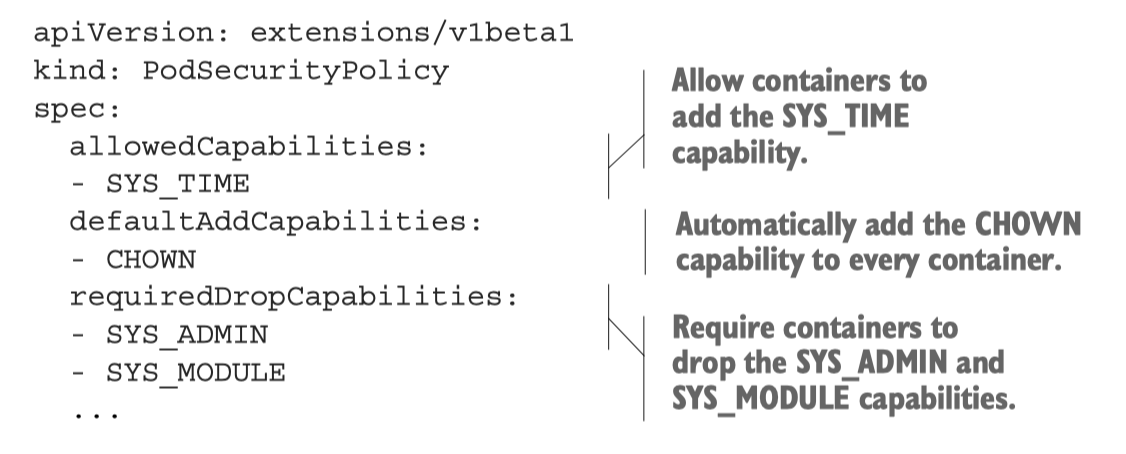 apiVersion: extensions/v1beta1
kind: PodSecurityPolicy
spec:
  allowedCapabilities:
  - SYS_TIME
  defaultAddCapabilities:
  - CHOWN
  requiredDropCapabilities:
  - SYS_ADMIN
  - SYS_MODULE
  ...
Allow containers to
add the SYS_TIME
capability.
Automatically add the CHOWN
capability to every container.
Require containers to
drop the SYS_ADMIN and
SYS_MODULE capabilities.